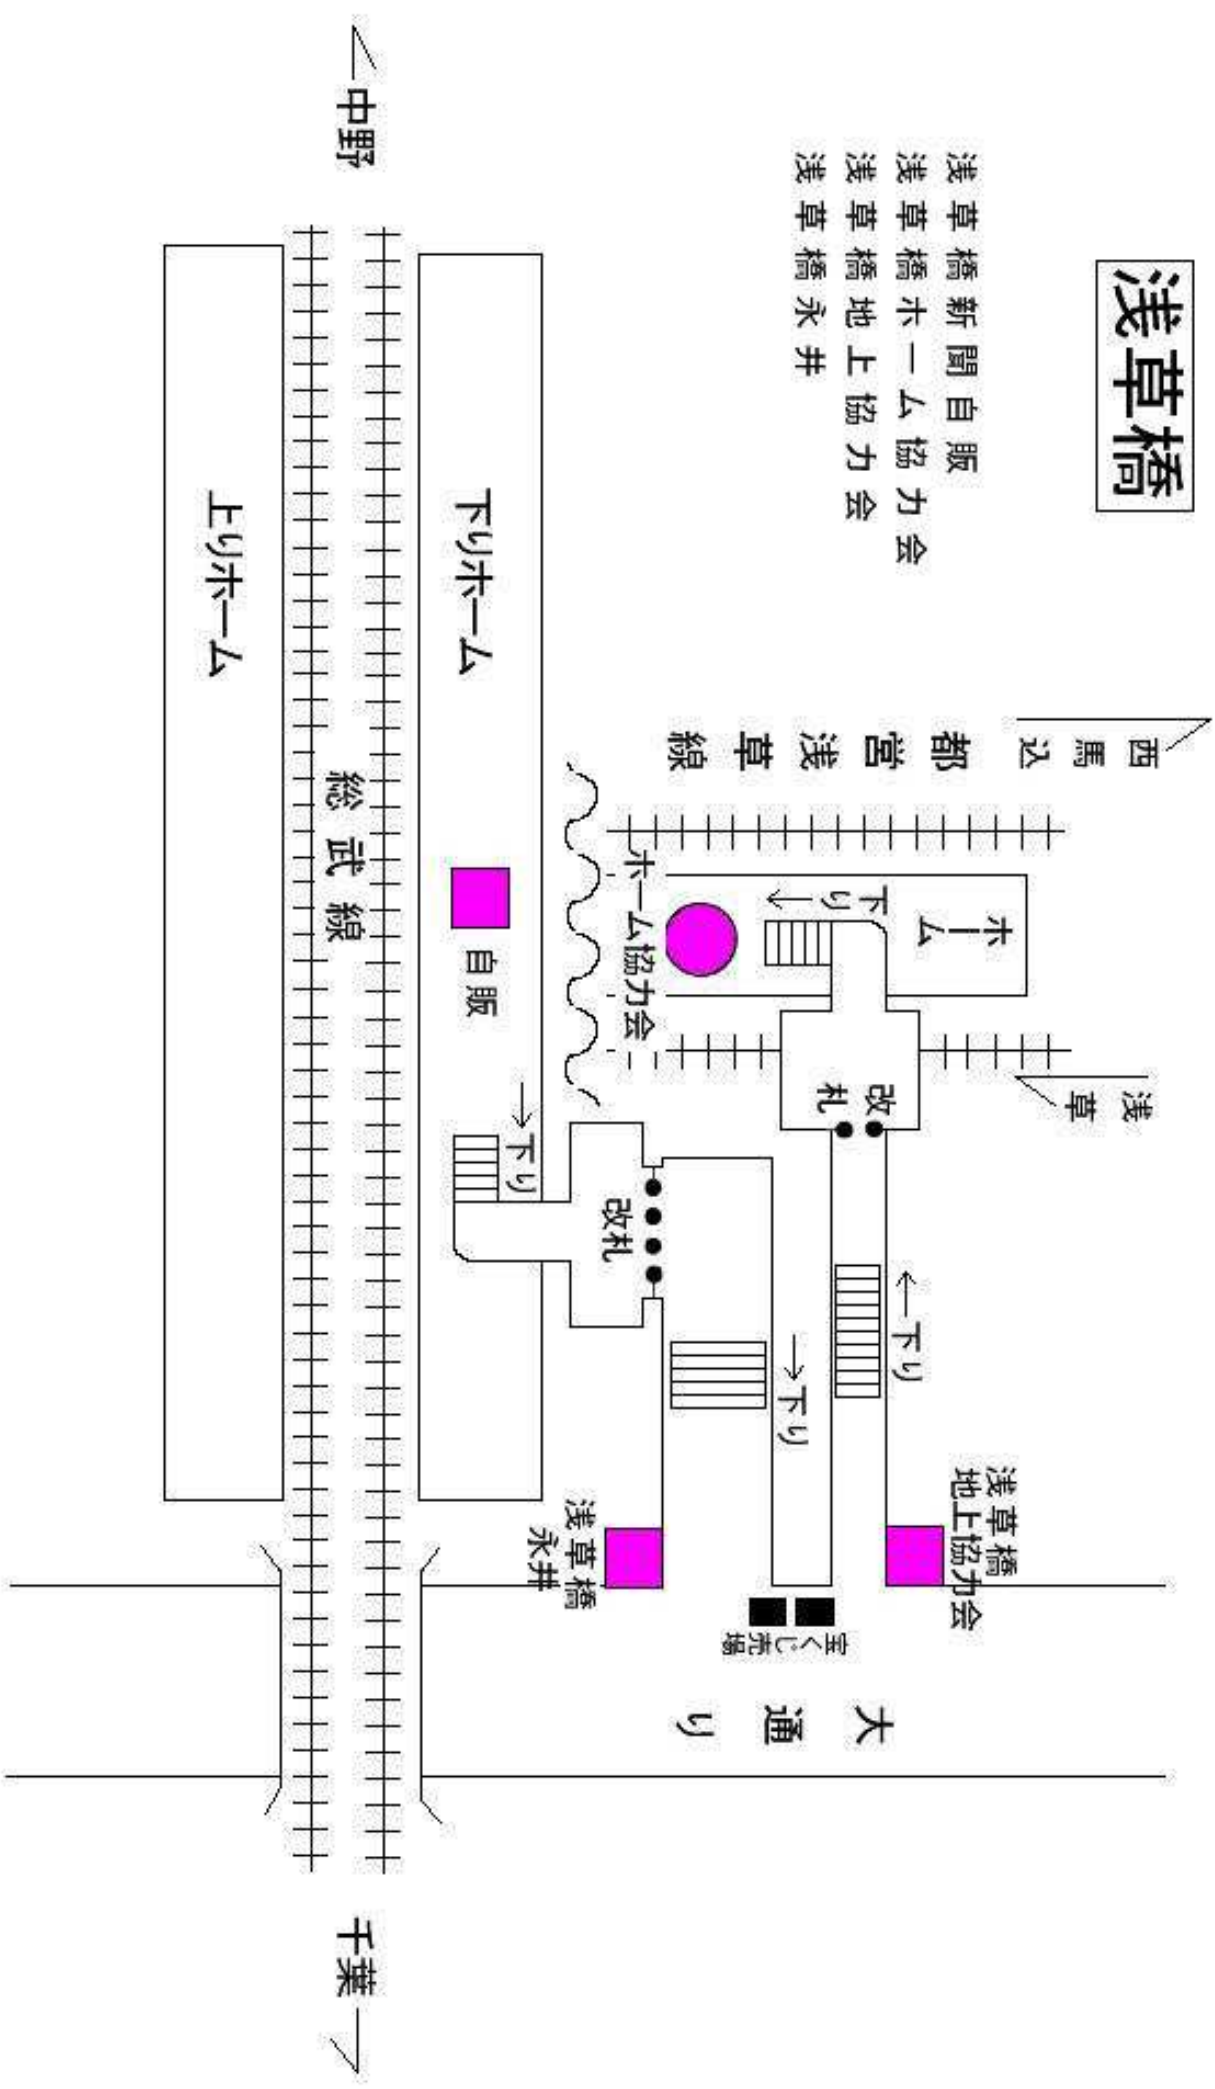 浅草橋
浅草橋新聞自販
浅草橋ホーム協力会
浅草橋地上協力会
浅草橋永井
西馬込
都営浅草線
ホーム
下り
ホーム協力会
浅草
改札
下り
浅草橋
地上協力会
下り
改札
下り
宝くじ売場
大通り
浅草橋
永井
下りホーム
自販
中野
総武線
千葉
上りホーム